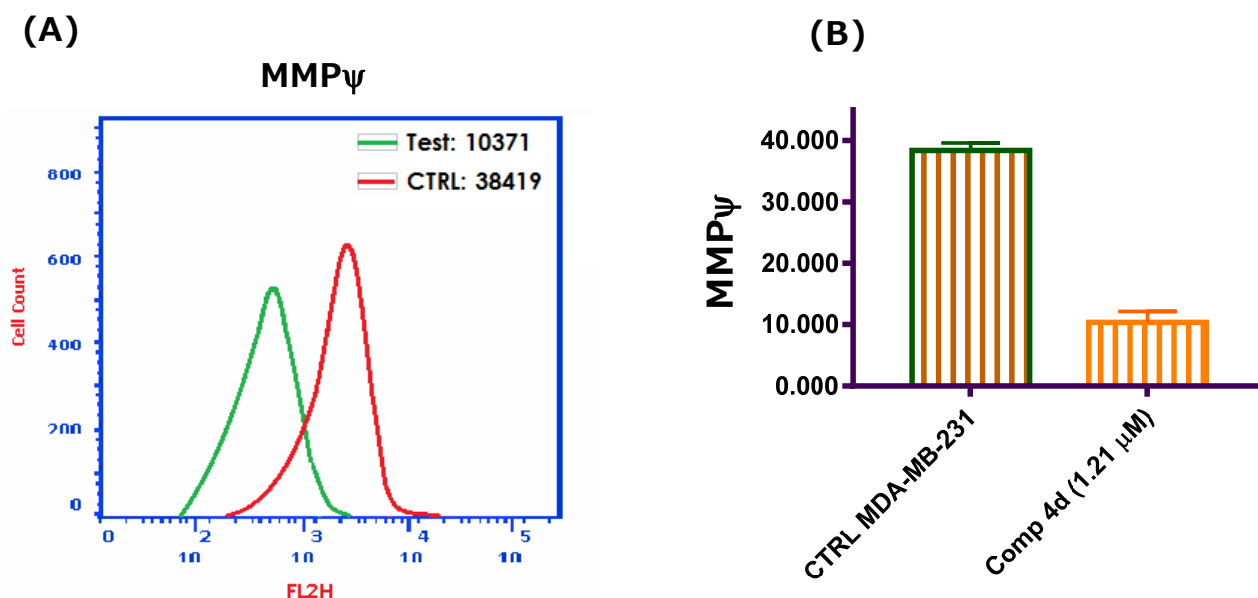 (A)
MMPψ
Test: 10371
CTRL: 38419
800
600
400
200
0
Cell Count
0
10 2
10 3
10 4
10 5
FL2H
(B)
MMPψ
40.000
30.000
20.000
10.000
0.000
CTRL MDA-MB-231
Comp 4d (1.21 μM)